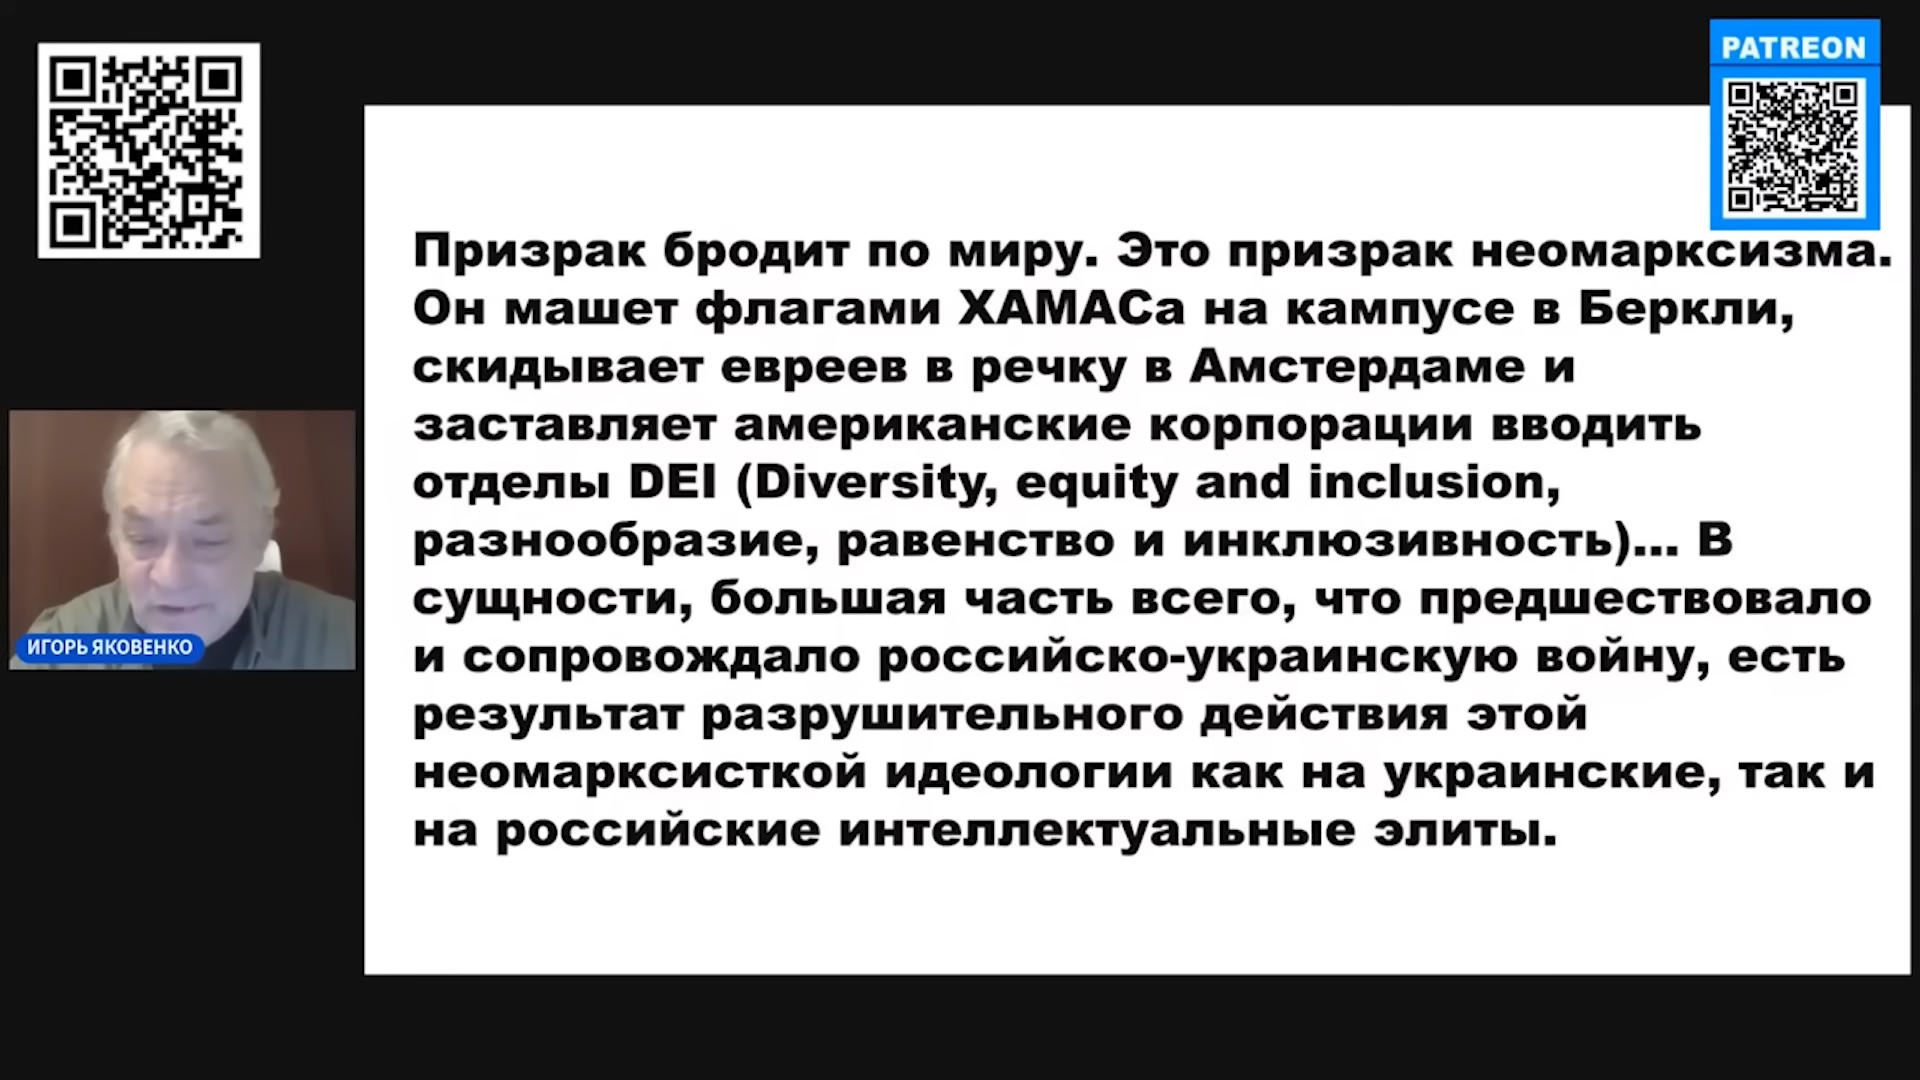 PATREON
Призрак бродит по миру. Это призрак неомарксизма.
Он машет флагами ХАМАСа на кампусе в Беркли,
скидывает евреев в речку в Амстердаме и
заставляет американские корпорации вводить
отделы DEI (Diversity, equity and inclusion,
разнообразие, равенство и инклюзивность)... В
сущности, большая часть всего, что предшествовало
и сопровождало российско-украинскую войну, есть
результат разрушительного действия этой
неомарксисткой идеологии как на украинские, так и
на российские интеллектуальные элиты.
ИГОРЬ ЯКОВЕНКО